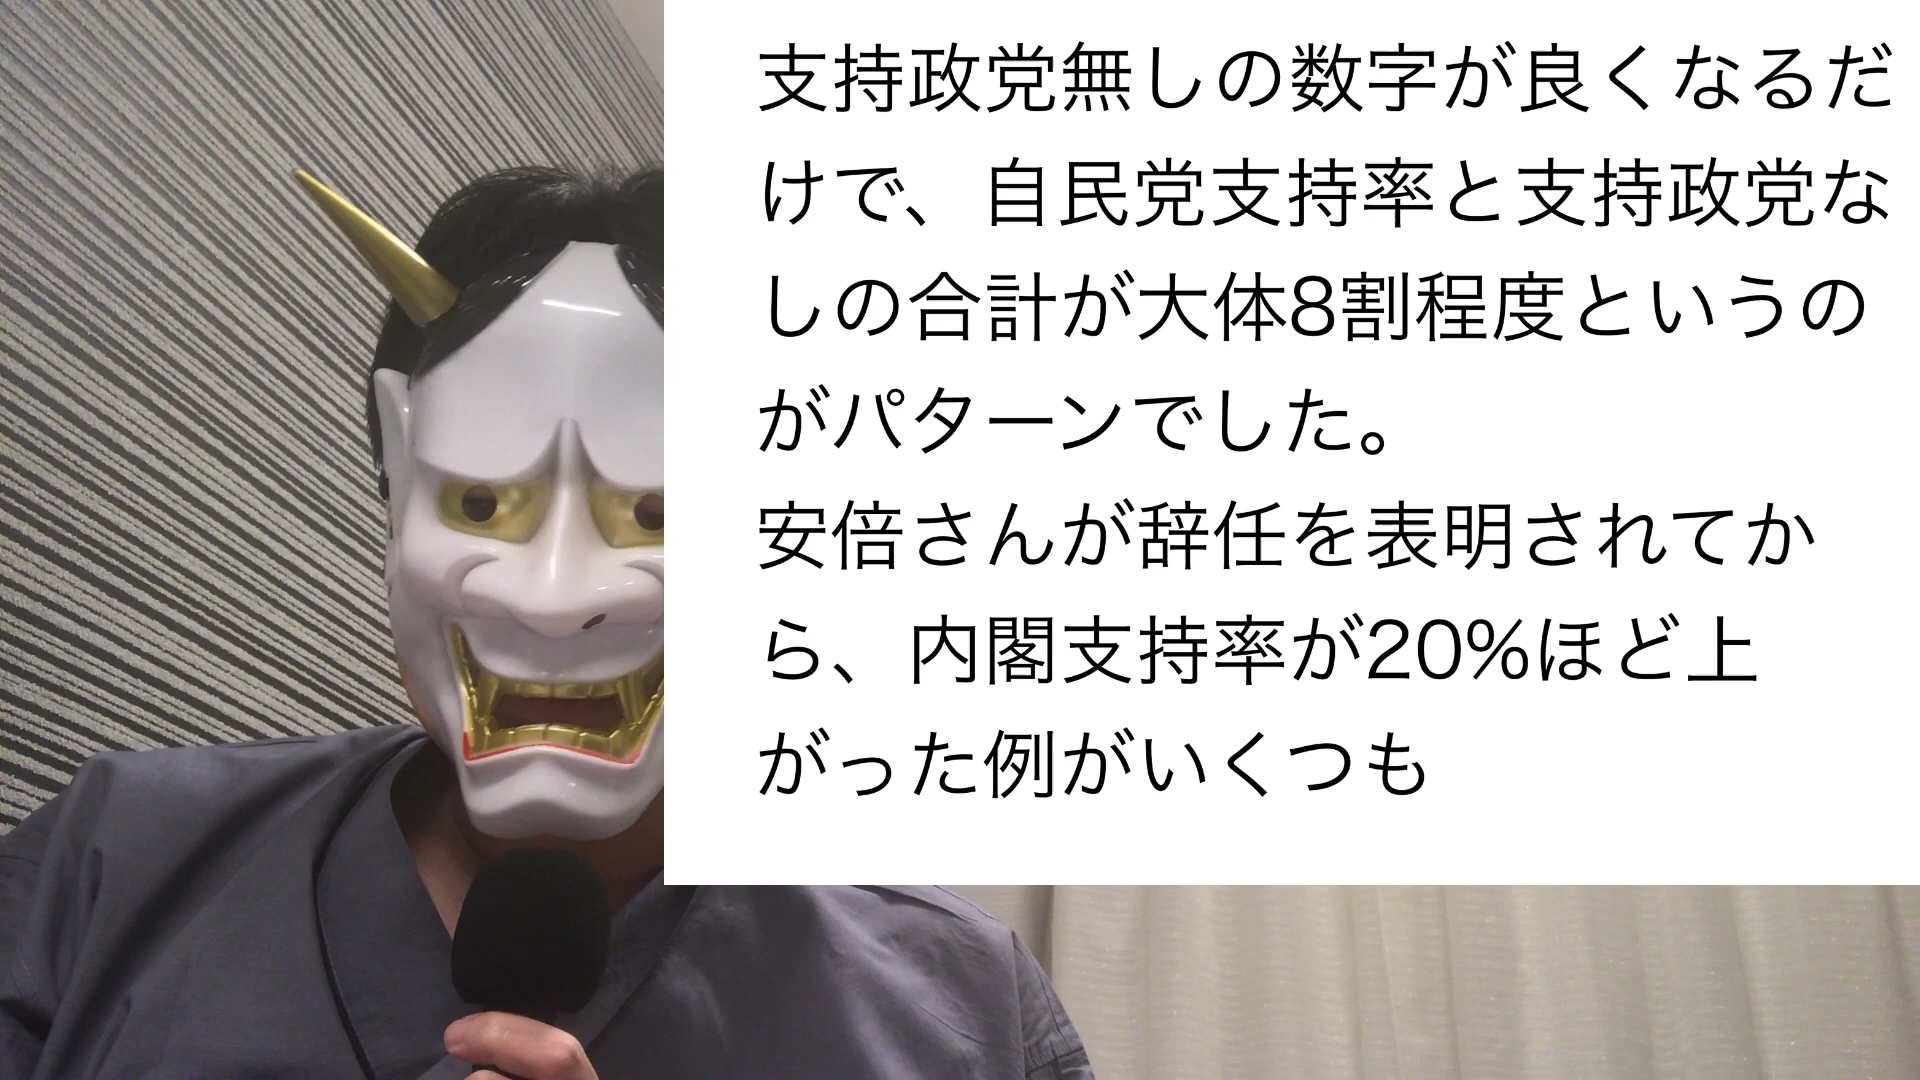 支持政党無しの数字が良くなるだ
けで、自民党支持率と支持政党な
しの合計が大体8割程度というの
がパターンでした。
安倍さんが辞任を表明されてか
ら、内閣支持率が20%ほど上
がった例がいくつも